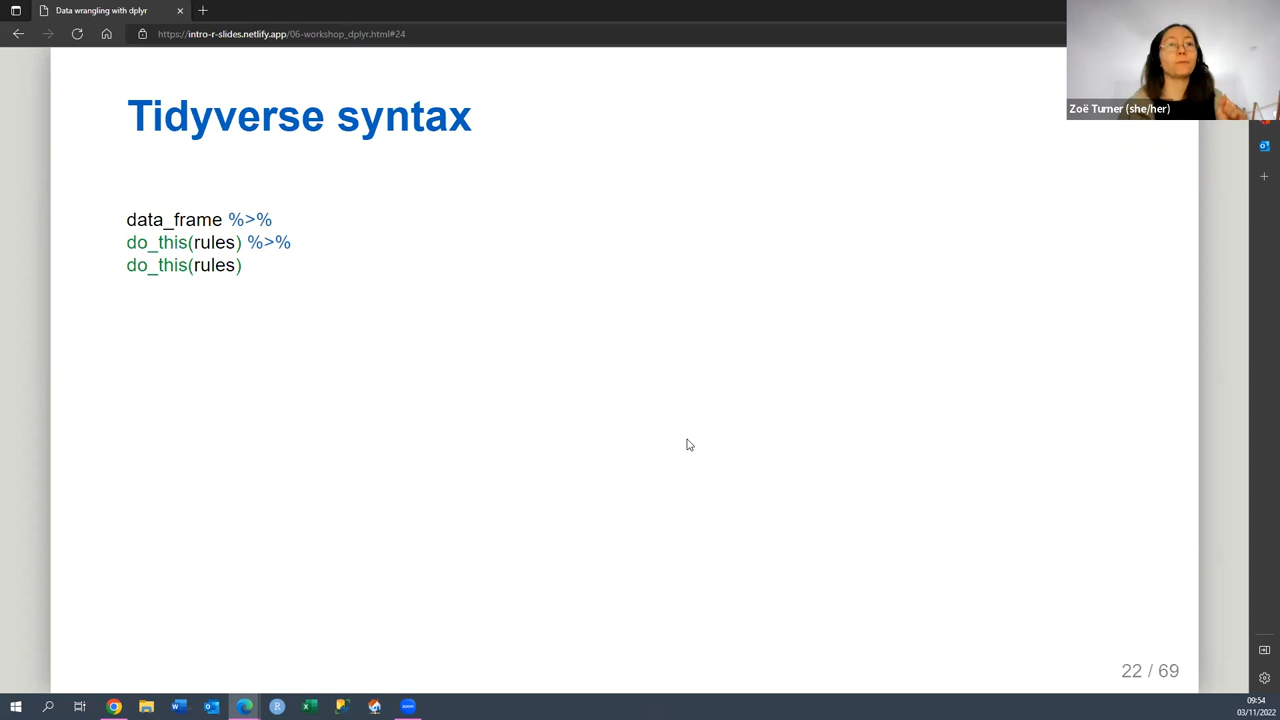 Data wrangling with dplyr
https://intro-r-slides.netlify.app/06-workshop_dplyr.html#24
Zoë Turner (she/her)
Tidyverse syntax
data_frame %>%
do_this(rules) %>%
do_this(rules)
22 / 69
09:54
03/11/2022